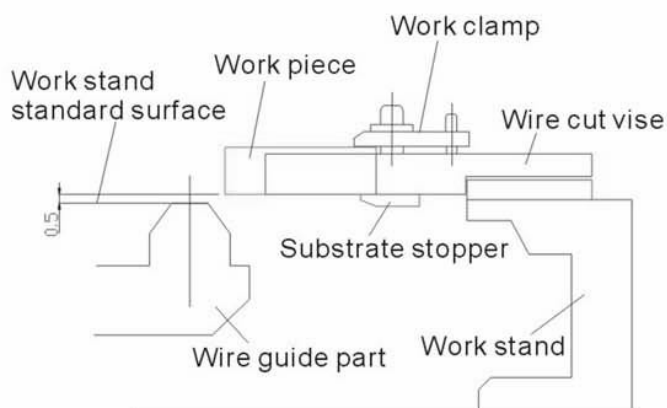 Work clamp
Work piece
Work stand
standard surface
Wire cut vise
0.5
Substrate stopper
Wire guide part
Work stand